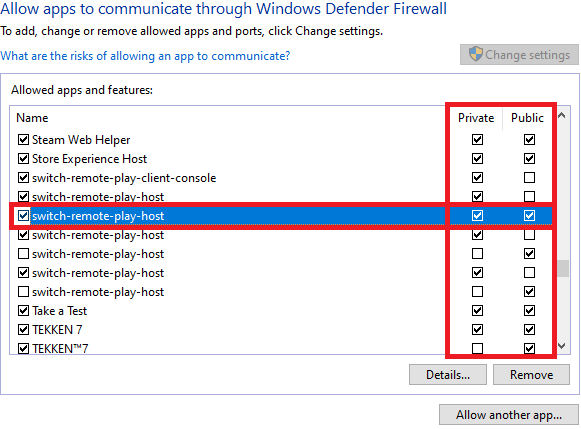 Allow apps to communicate through Windows Defender Firewall
To add, change or remove allowed apps and ports, click Change settings.
What are the risks of allowing an app to communicate?
Change settings
Allowed apps and features:
Name Private Public
Steam Web Helper
Store Experience Host
switch-remote-play-client-console
switch-remote-play-host
switch-remote-play-host
switch-remote-play-host
switch-remote-play-host
switch-remote-play-host
switch-remote-play-host
Take a Test
TEKKEN 7
TEKKEN™7
Details... Remove
Allow another app...